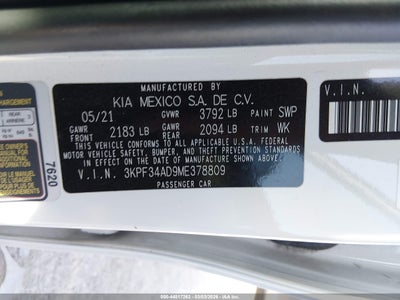 MANUFACTURED BY
KIA MEXICO S.A. DE C.V.
05/21 GVWR 3792 LB PAINT SWP
GAWR FRONT 2183 LB GAWR REAR 2094 LB TRIM WK
THIS VEHICLE CONFORMS TO ALL APPLICABLE FEDERAL
MOTOR VEHICLE SAFETY, BUMPER, AND THEFT PREVENTION
STANDARDS IN EFFECT ON THE DATE OF MANUFACTURE
SHOWN ABOVE.
V.I.N. 3KPF34AD9ME378809
PASSENGER CAR
7620
V.I.N.